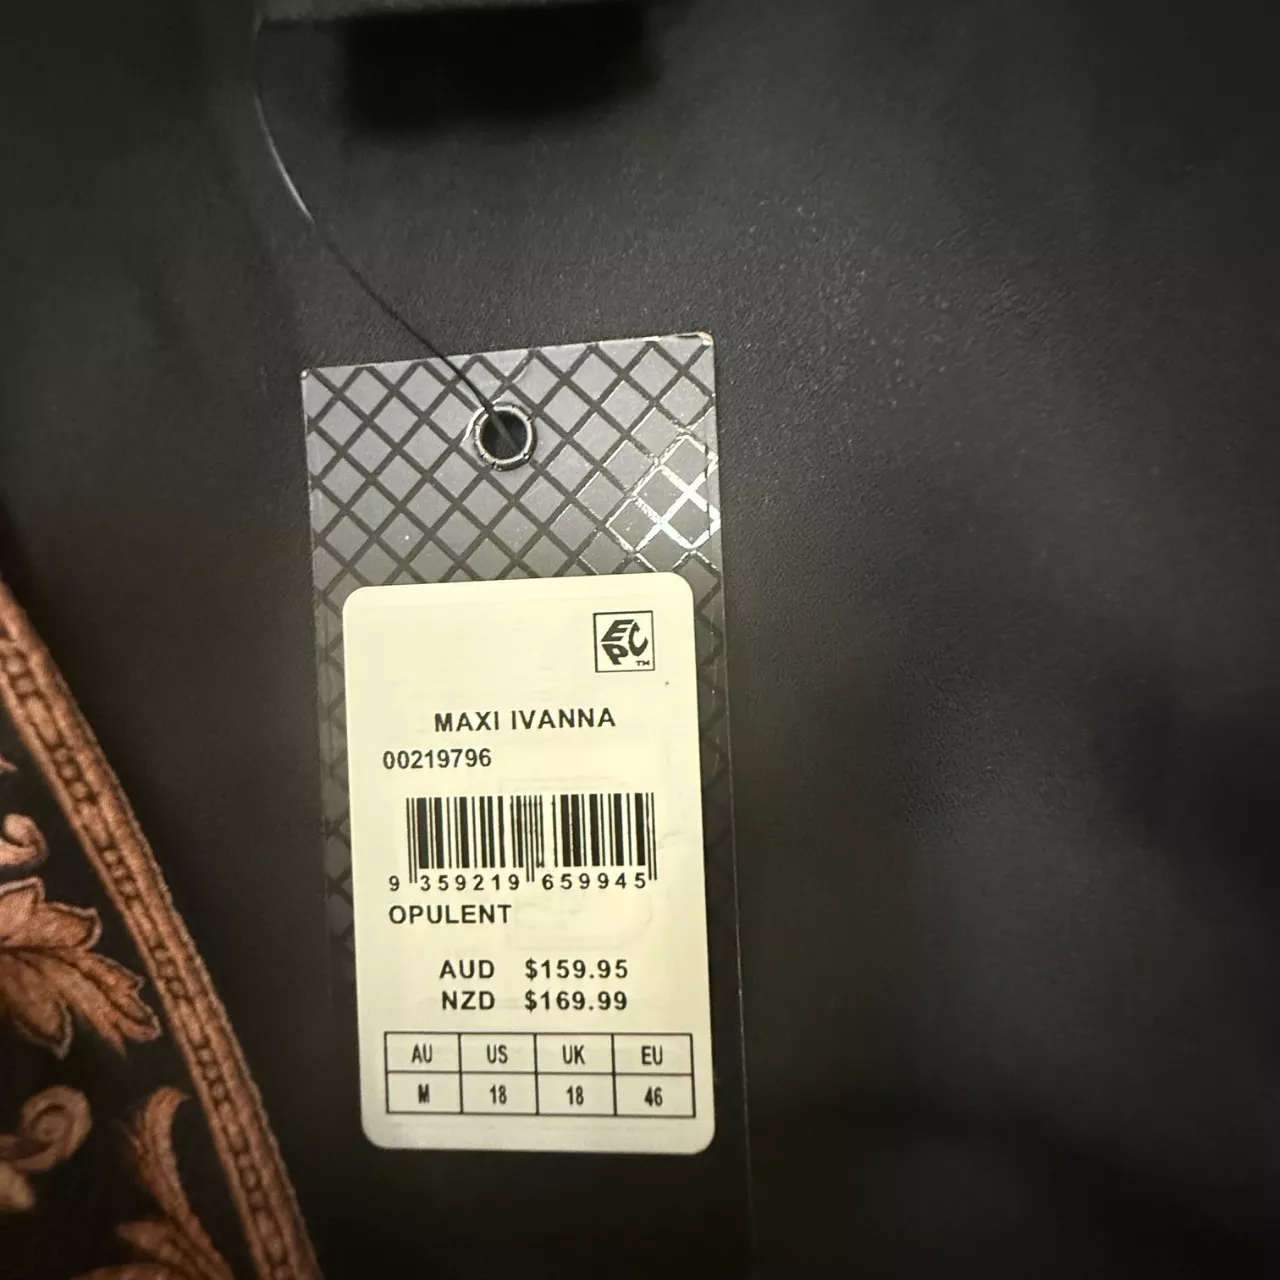 EPC™
MAXI IVANNA
00219796
9 359219 659945
OPULENT
AUD $159.95
NZD $169.99
AU US UK EU
M 18 18 46